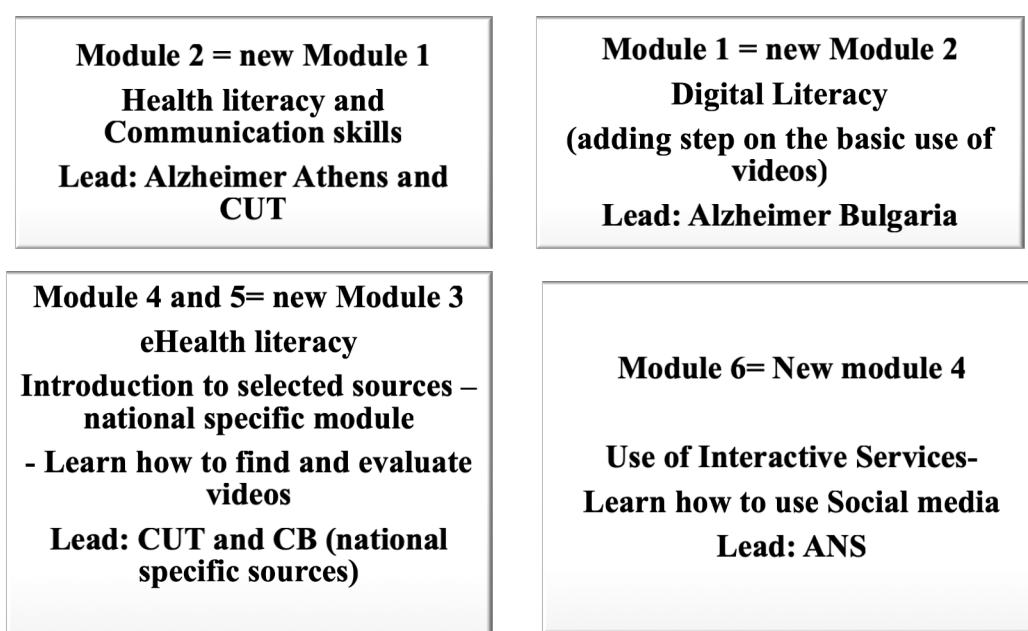 Module 2 = new Module 1
Health literacy and
Communication skills
Lead: Alzheimer Athens and
CUT
Module 1 = new Module 2
Digital Literacy
(adding step on the basic use of
videos)
Lead: Alzheimer Bulgaria
Module 4 and 5= new Module 3
eHealth literacy
Introduction to selected sources –
national specific module
- Learn how to find and evaluate
videos
Lead: CUT and CB (national
specific sources)
Module 6= New module 4
Use of Interactive Services-
Learn how to use Social media
Lead: ANS